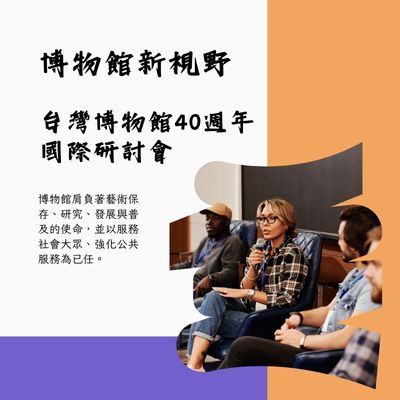 博物館新視野
台灣博物館40週年
國際研討會
博物館肩負著藝術保
存、研究、發展與普
及的使命，並以服務
社會大眾、強化公共
服務為已任。